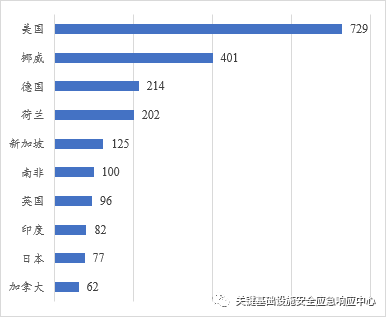 美国 729
挪威 401
德国 214
荷兰 202
新加坡 125
南非 100
英国 96
印度 82
日本 77
加拿大 62
关键基础设施安全应急响应中心